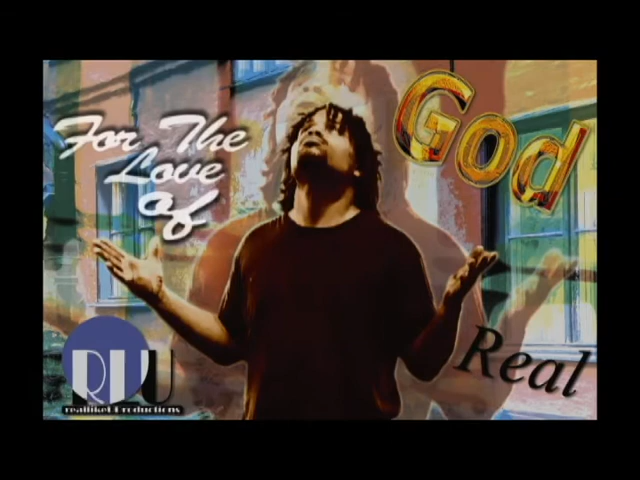 For The
Love
of
God
Real
RLU
reallikeU Productions